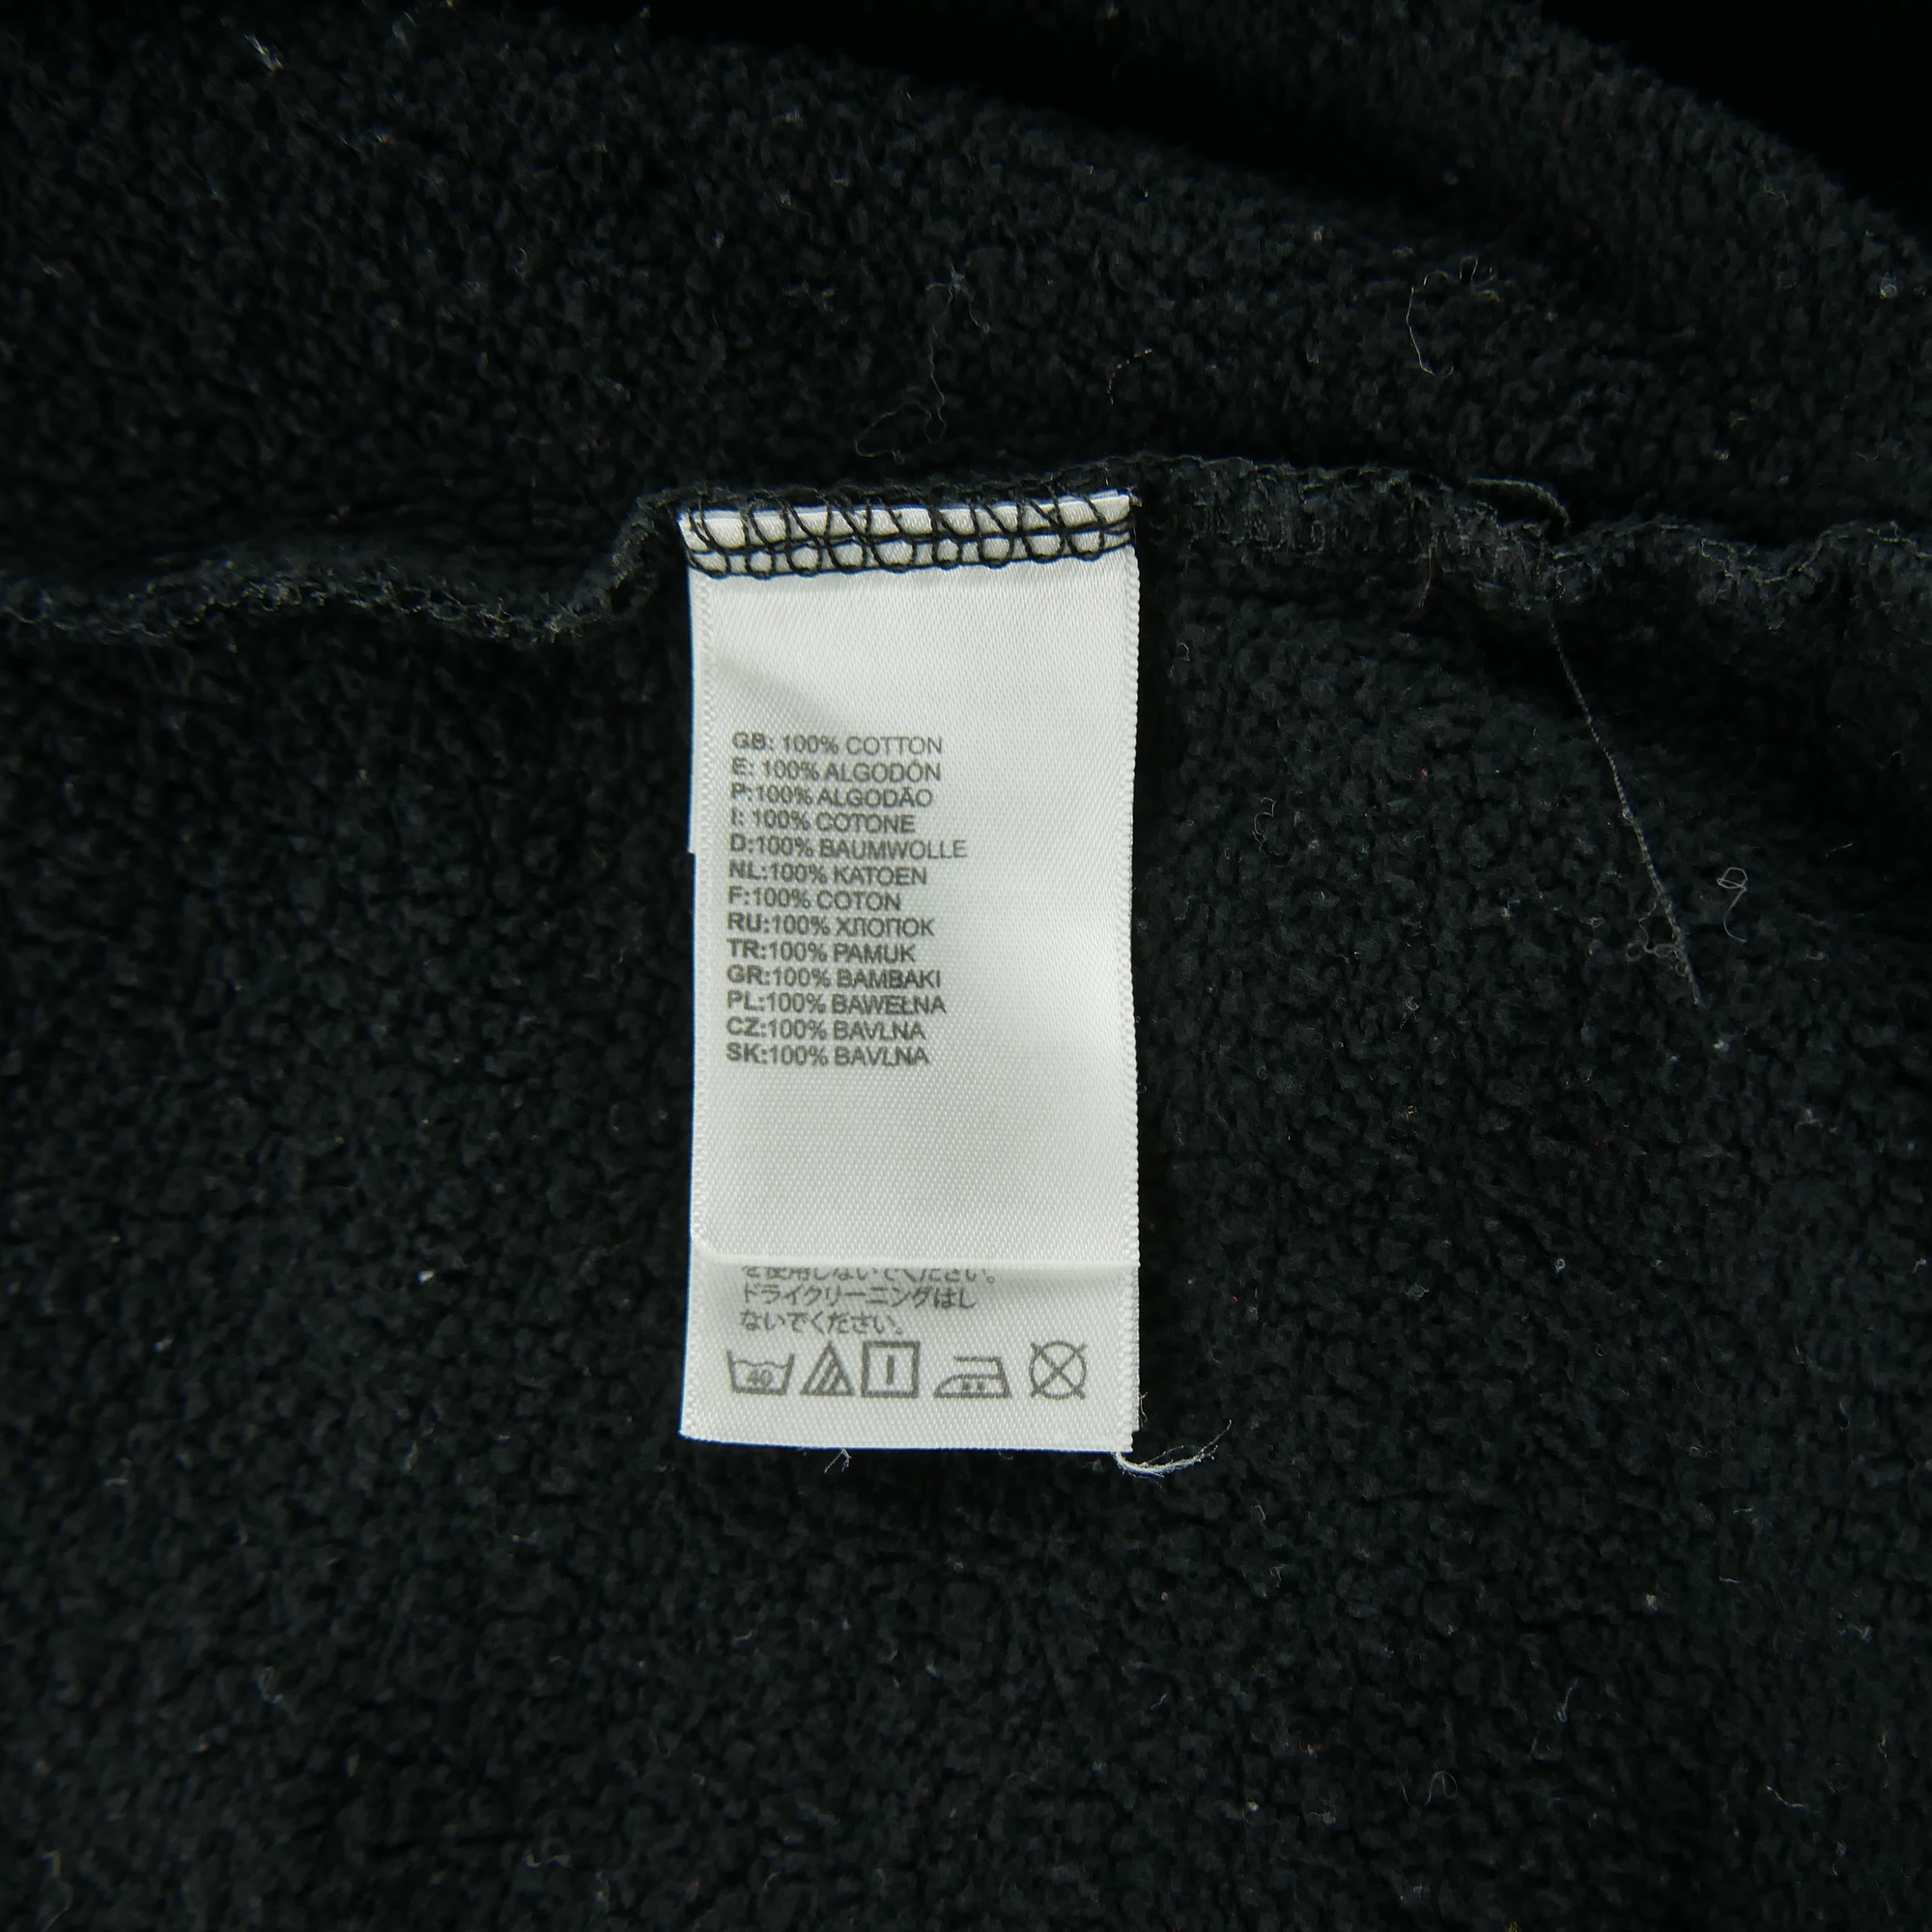 GB: 100% COTTON
E: 100% ALGODÓN
P:100% ALGODÃO
I: 100% COTONE
D:100% BAUMWOLLE
NL:100% KATOEN
F:100% COTON
RU:100% ХЛОПОК
TR:100% PAMUK
GR:100% BAMBAKI
PL:100% BAWEŁNA
CZ:100% BAVLNA
SK:100% BAVLNA
を使用しないでください。
ドライクリーニングはし
ないでください。
40